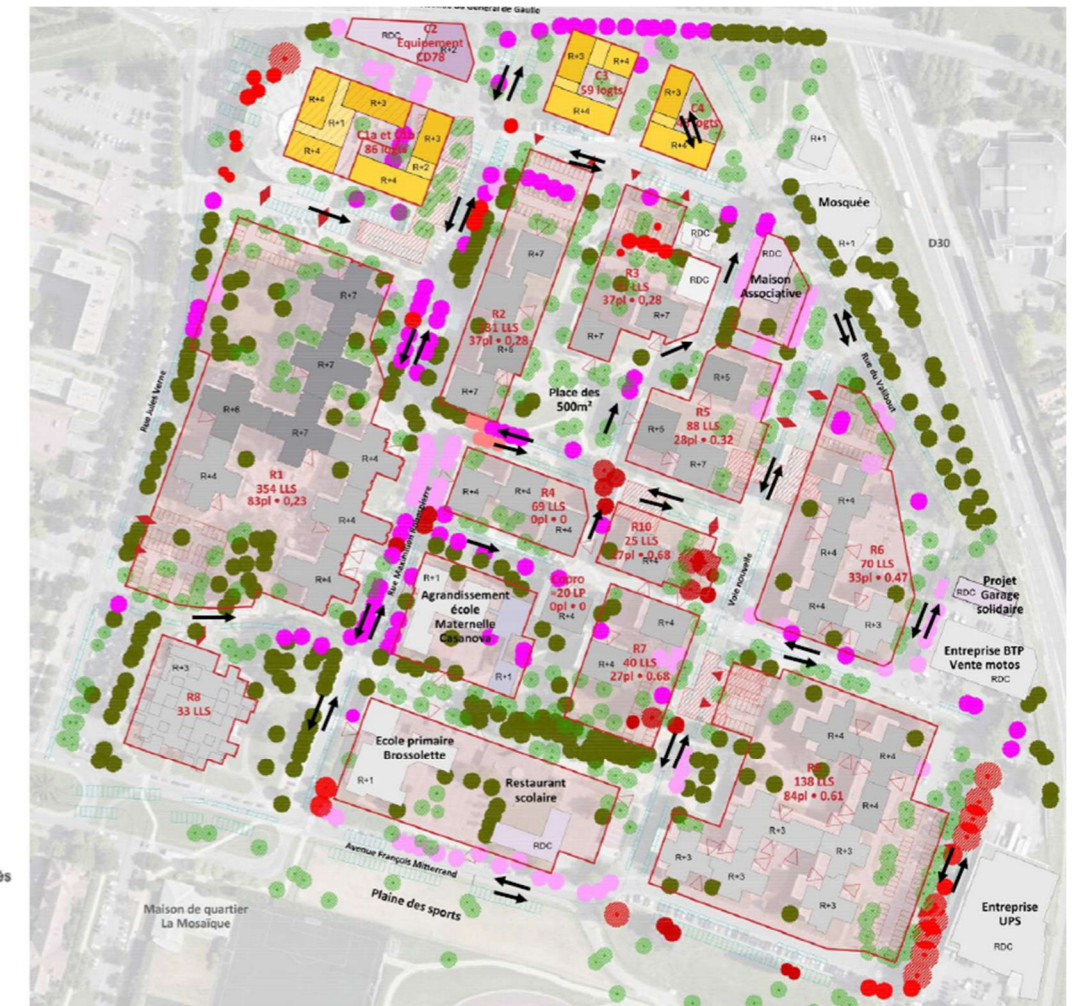 Avenue du Général de Gaulle
C2
RDC
Equipement
R+2
CD78
R+3
R+4
C3
59 logts
R+4
R+3
C4
logts
R+4
R+4
R+3
R+1
R+3
C1a et
86 logts
R+4
R+2
R+4
R+1
Mosquée
R+1
D30
RDC
RDC
RDC
Maison
Associative
R+7
R+7
R3
LLS
37pl • 0,28
R+7
R+7
R2
331 LLS
37pl • 0,28
R+6
R+7
R+7
Rue du Valibout
Rue Jules Verne
Place des
500m²
R+5
R5
88 LLS
28pl • 0.32
R+5
R+7
R+6
R+7
R+4
R+4
R1
354 LLS
83pl • 0,23
R+4
R+4
R+4
R+4
R4
69 LLS
0pl • 0
R+4
R10
25 LLS
17pl • 0.68
R+4
R+4
R+4
R6
70 LLS
33pl • 0.47
R+4
R+3
Rue Maximilien Robespierre
Voie nouvelle
R+1
Agrandissement
école
Maternelle
Casanova
R+1
Copro
20 LP
0pl • 0
R+4
R+4
R7
40 LLS
27pl • 0.68
R+4
Projet
Garage
solidaire
RDC
Entreprise BTP
Vente motos
RDC
R+3
R8
33 LLS
Ecole primaire
Brossolette
R+1
Restaurant
scolaire
RDC
R+4
R+4
138 LLS
84pl • 0.61
R+4
R+3
R+3
R+3
R+3
R+3
Avenue François Mitterrand
Plaine des sports
és
Maison de quartier
La Mosaïque
Entreprise
UPS
RDC